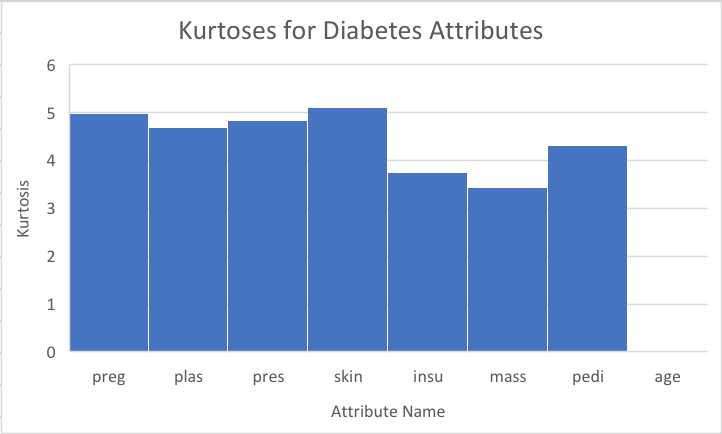 Kurtoses for Diabetes Attributes
6
5
4
3
2
1
0
Kurtosis
preg plas pres skin insu mass pedi age
Attribute Name